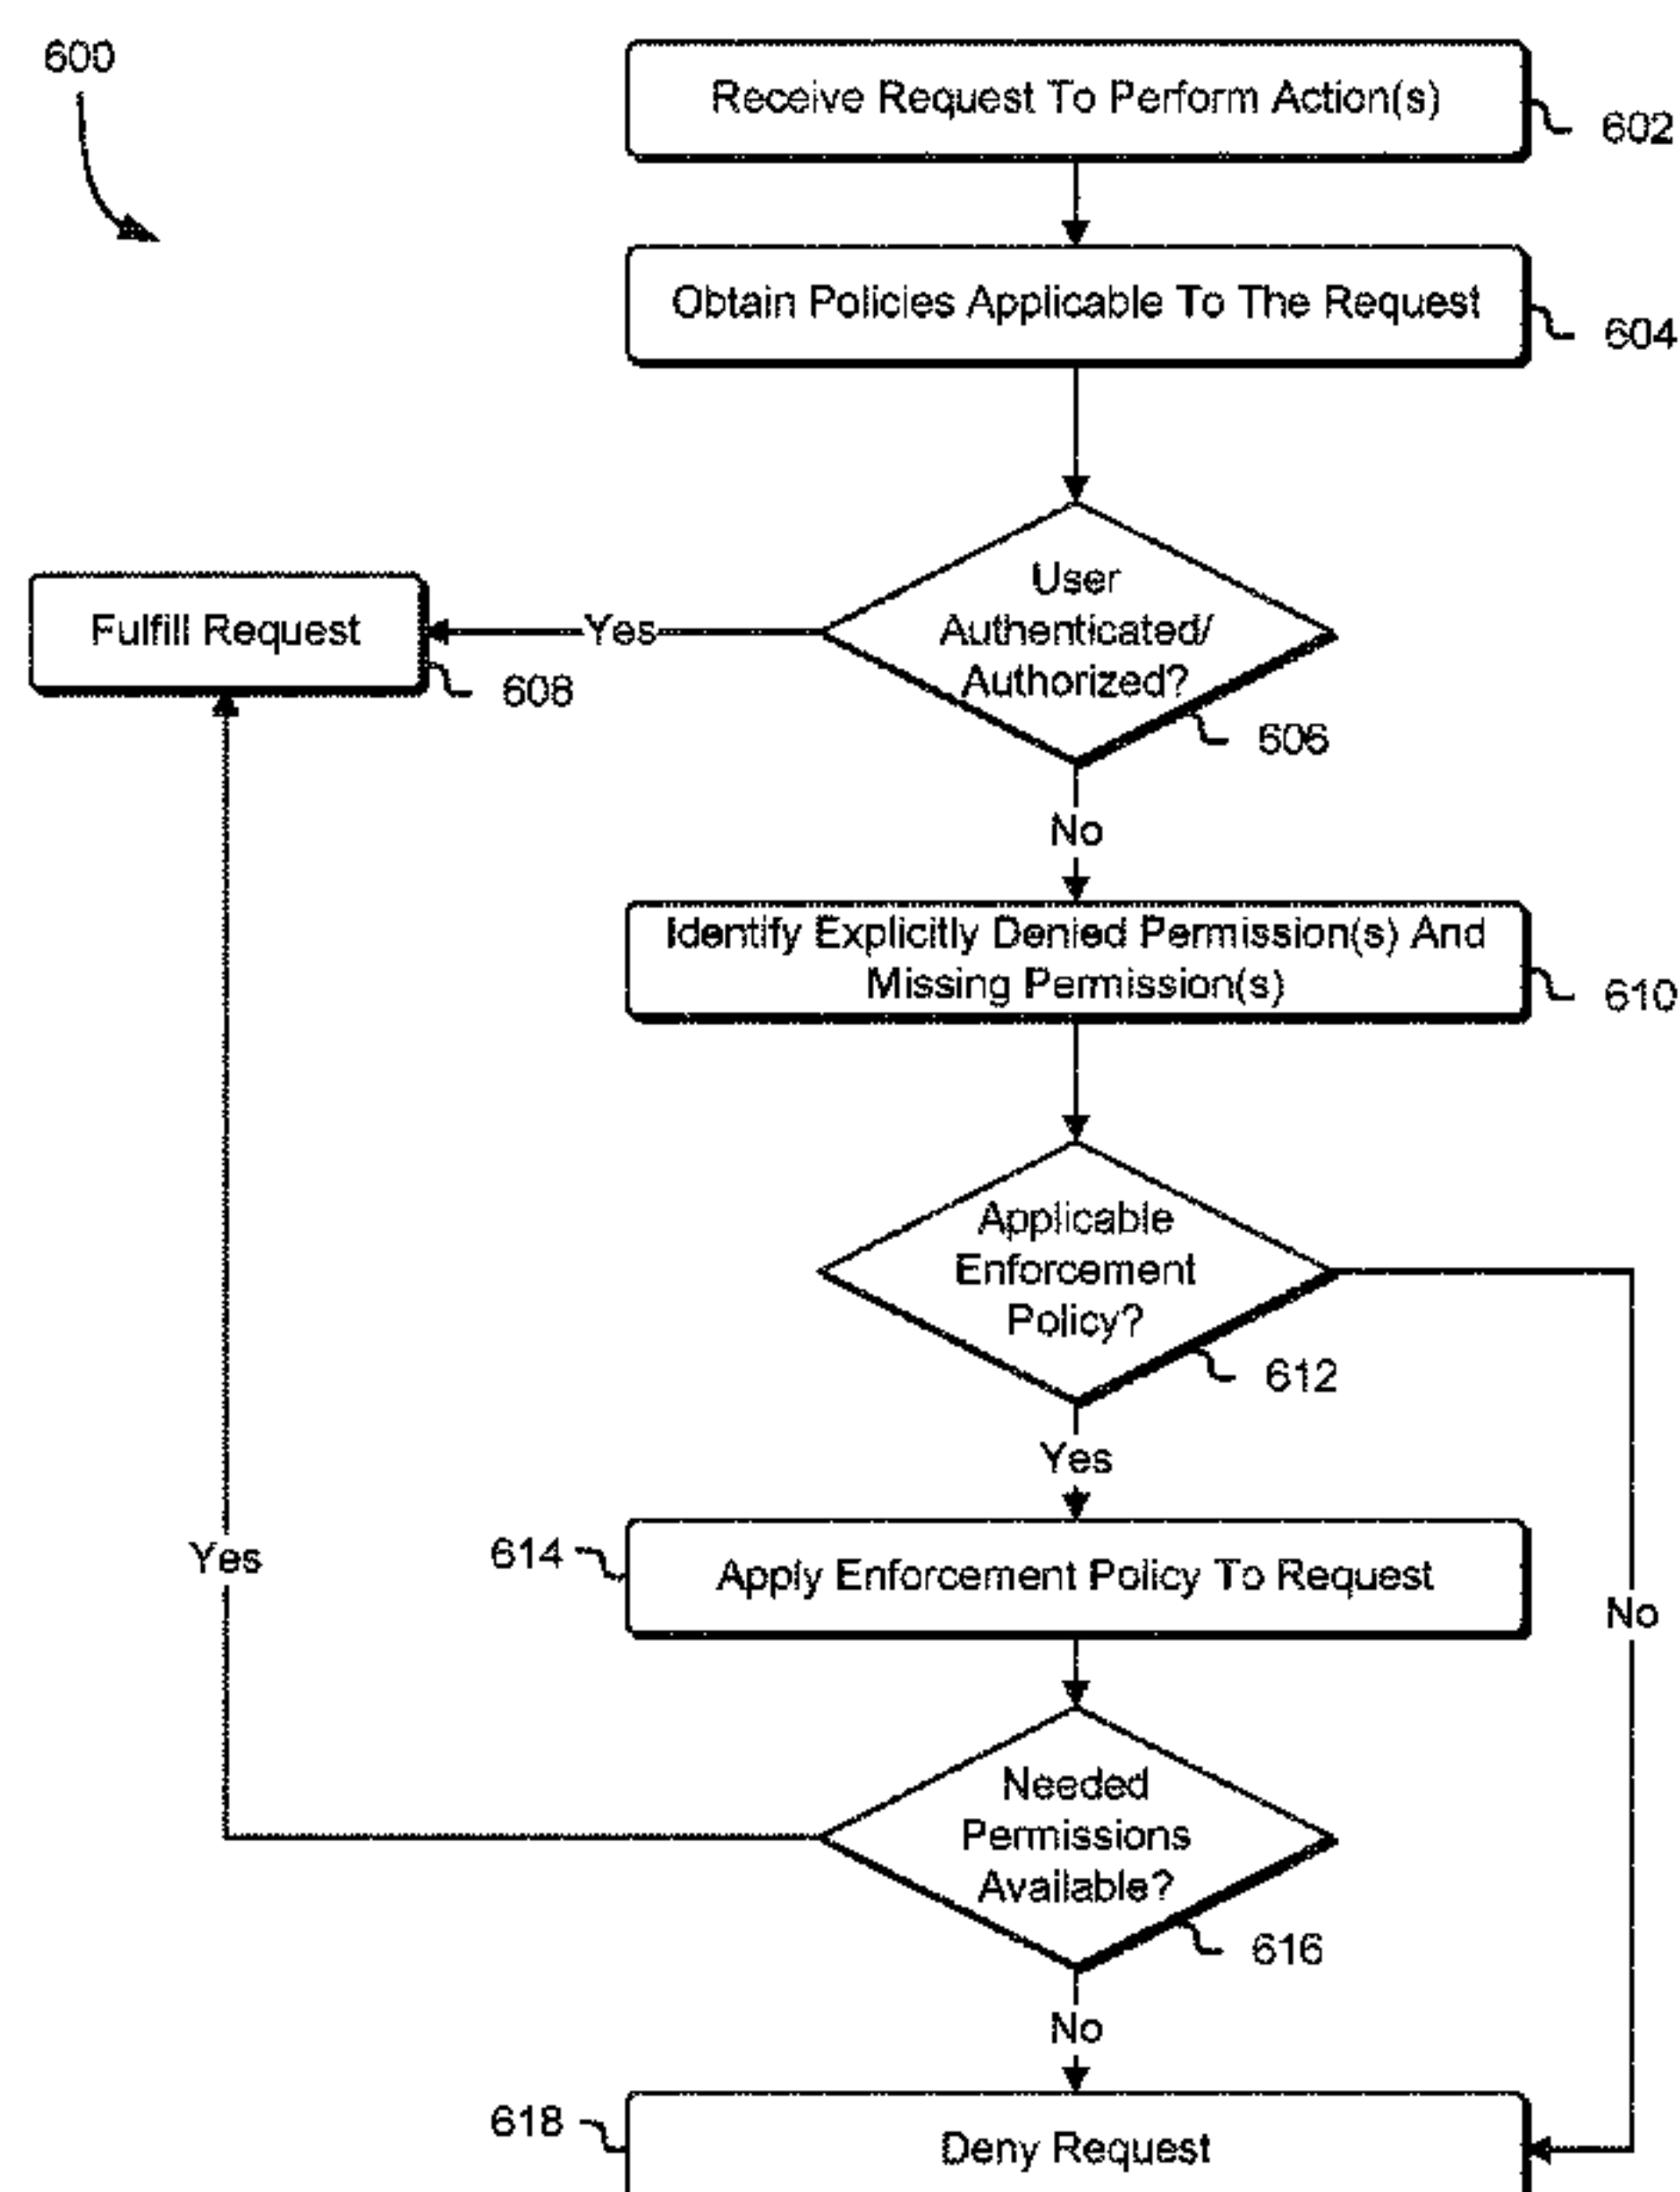 600
Receive Request To Perform Action(s)
602
Obtain Policies Applicable To The Request
604
User
Authenticated/
Authorized?
606
Yes
Fulfill Request
608
No
Identify Explicitly Denied Permission(s) And
Missing Permission(s)
610
Applicable
Enforcement
Policy?
612
Yes
No
614
Apply Enforcement Policy To Request
Needed
Permissions
Available?
616
Yes
No
618
Deny Request